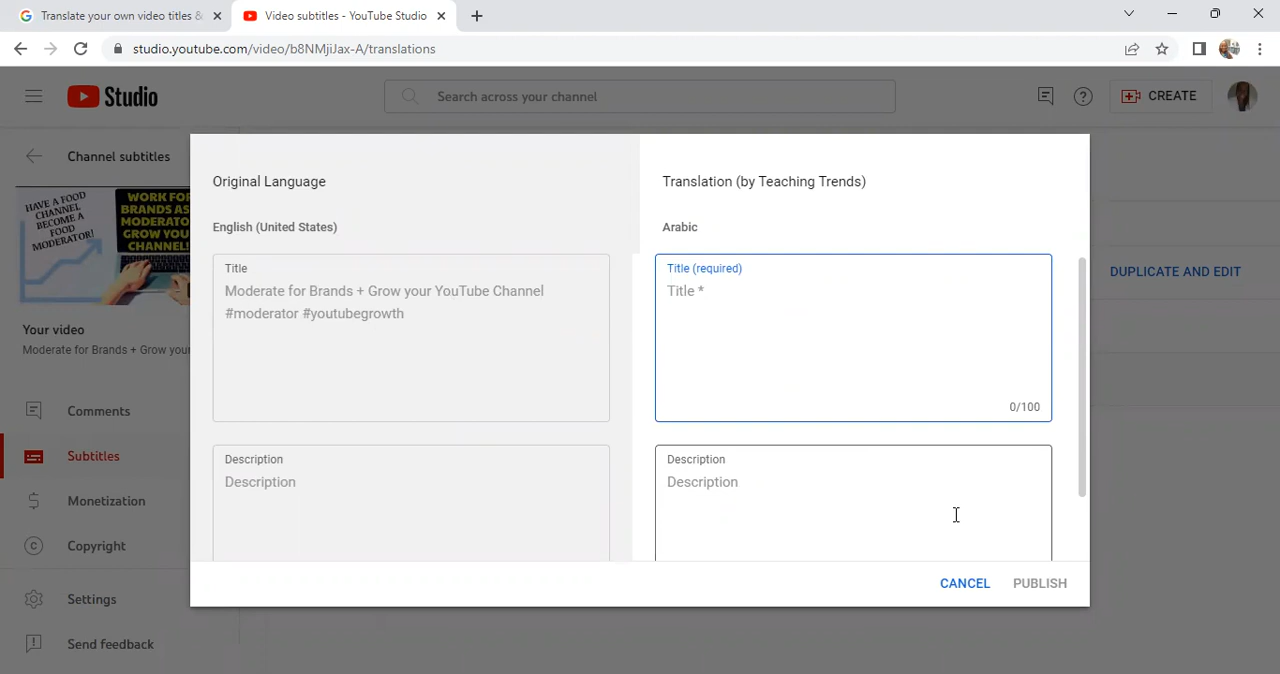 Translate your own video titles &
Video subtitles - YouTube Studio
studio.youtube.com/video/b8NMjiJax-A/translations
Studio
Search across your channel
CREATE
Channel subtitles
HAVE A FOOD
CHANNEL
BECOME A
FOOD
MODERATOR!
WORK FOR
BRANDS AS
MODERATO
GROW YOU
CHANNEL!
Your video
Moderate for Brands + Grow your
Comments
Subtitles
Monetization
Copyright
Settings
Send feedback
Original Language
English (United States)
Title
Moderate for Brands + Grow your YouTube Channel
#moderator #youtubegrowth
Description
Description
Translation (by Teaching Trends)
Arabic
Title (required)
Title *
0/100
Description
Description
CANCEL
PUBLISH
DUPLICATE AND EDIT